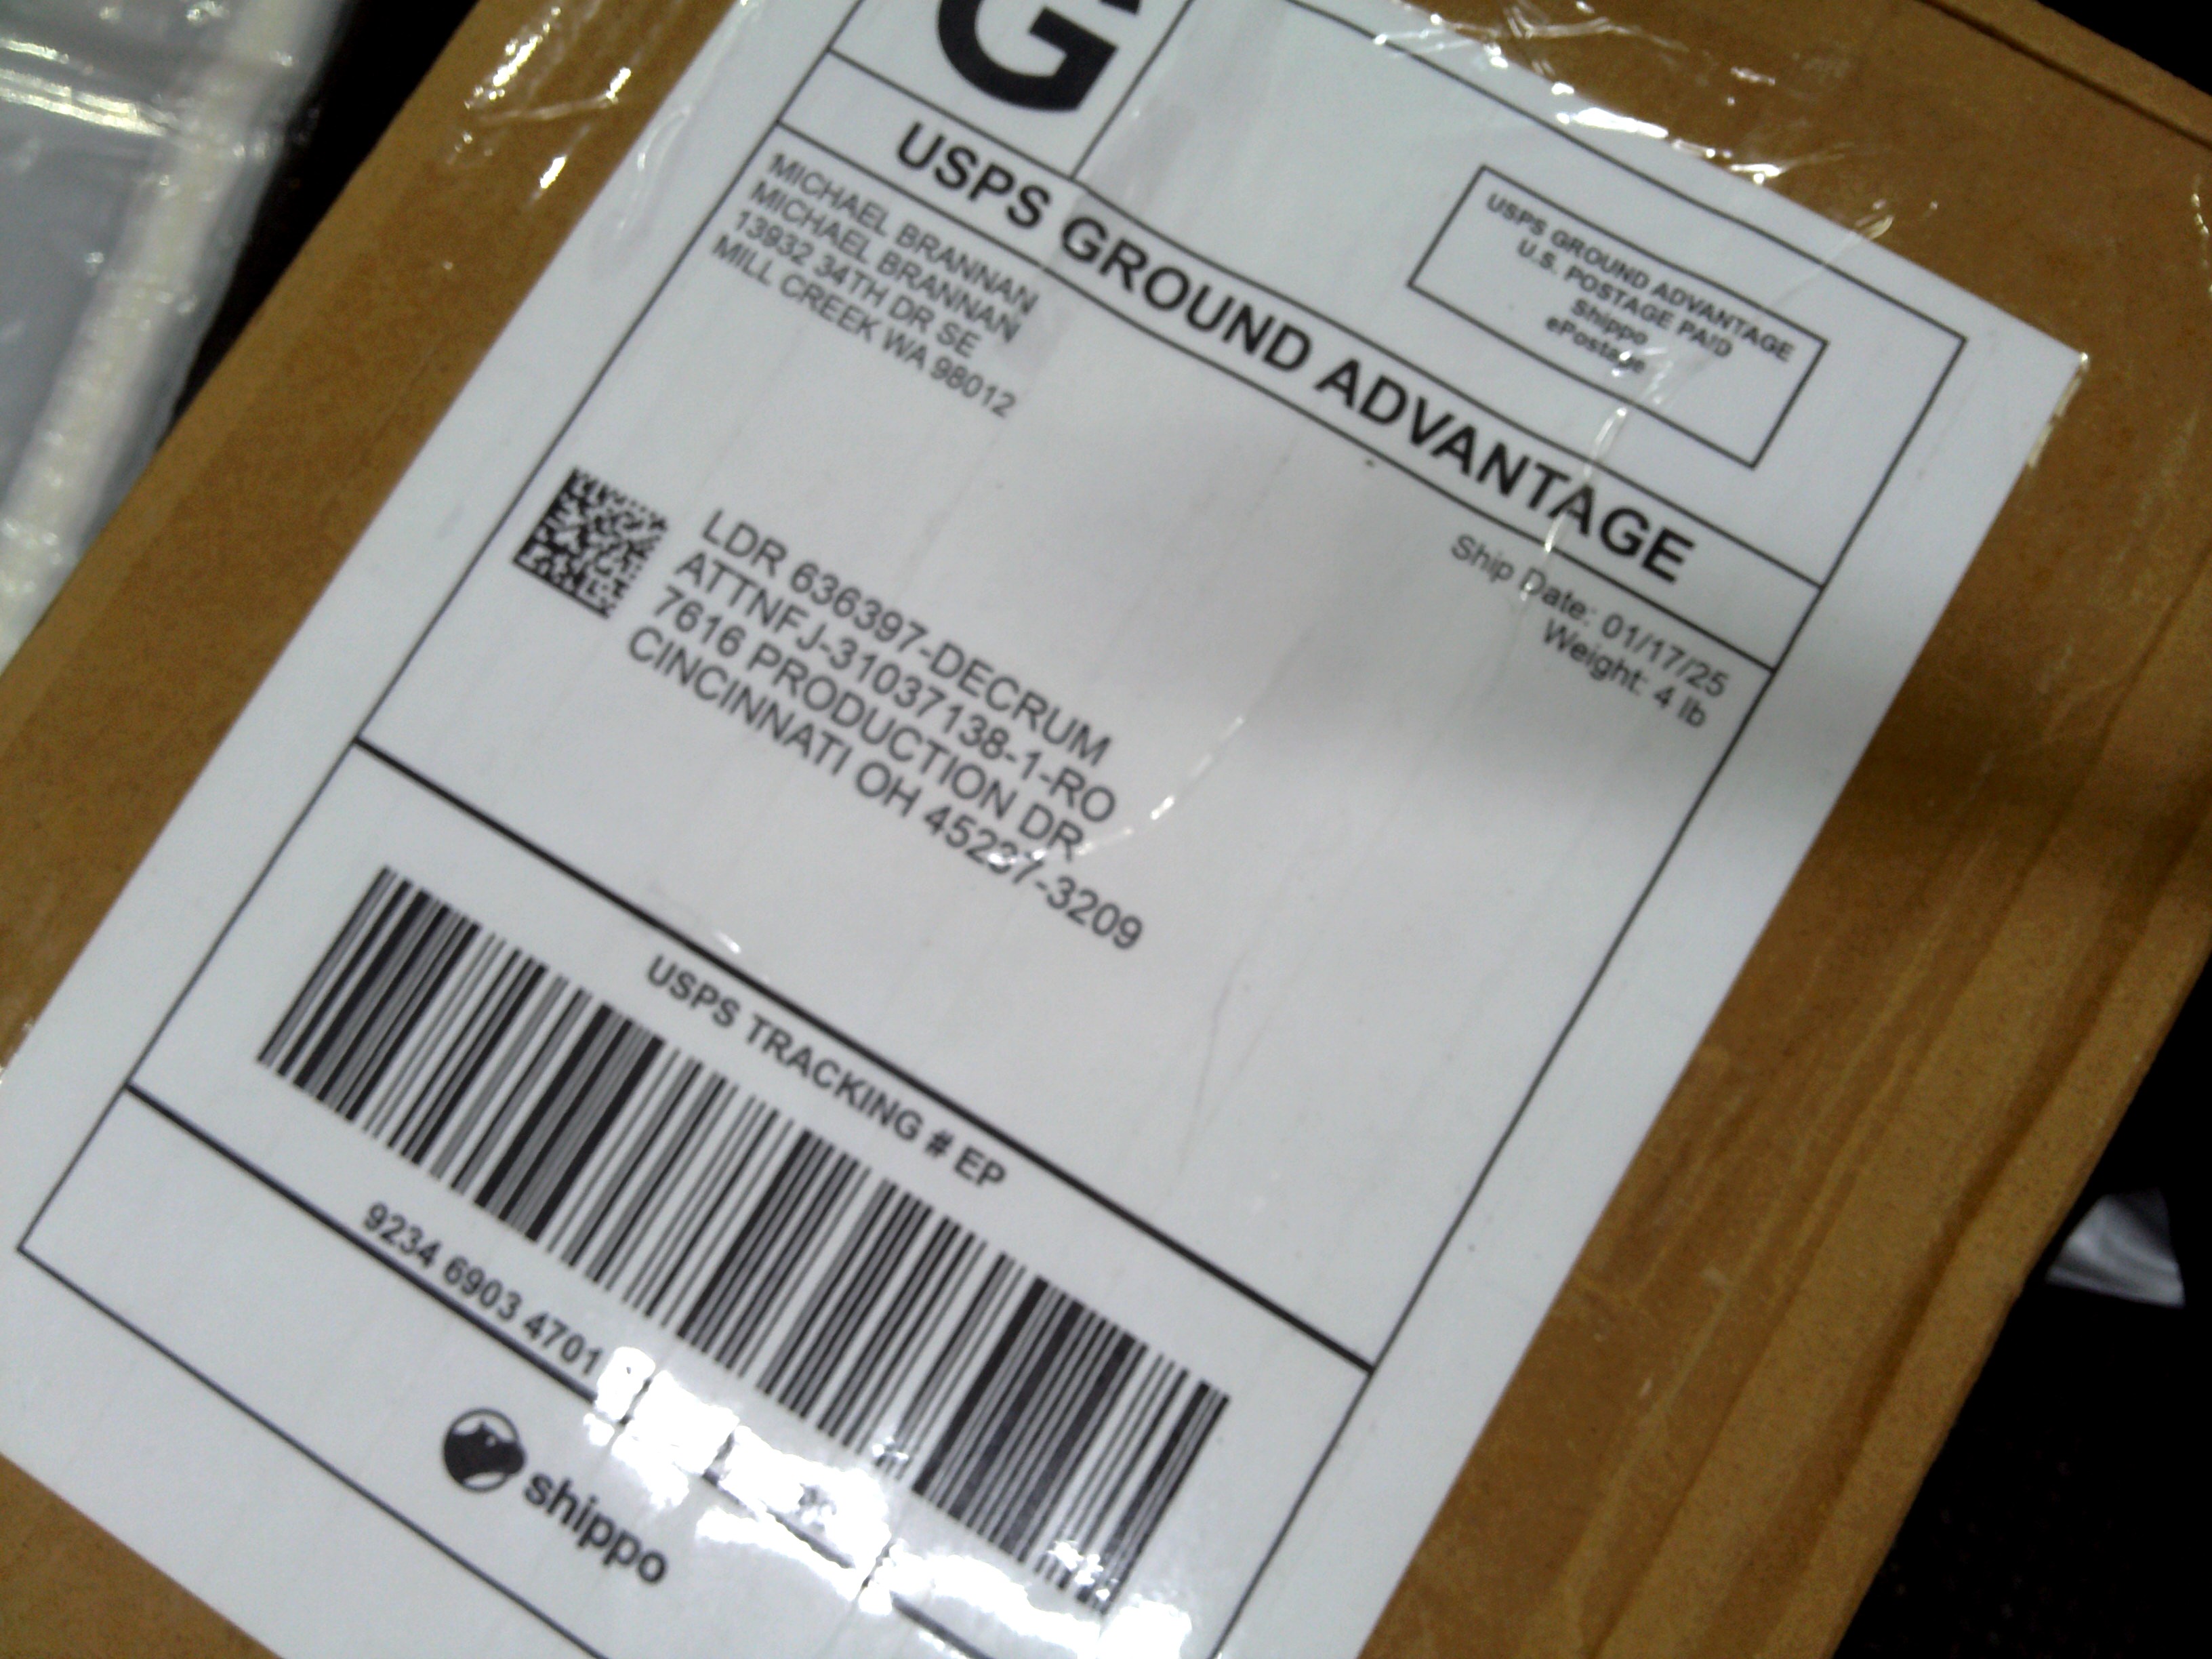 G
USPS GROUND ADVANTAGE
U.S. POSTAGE PAID
Shippo
ePostage
USPS GROUND ADVANTAGE
MICHAEL BRANNAN
MICHAEL BRANNAN
13932 34TH DR SE
MILL CREEK WA 98012
Ship Date: 01/17/25
Weight: 4 lb
LDR 636397-DECRUM
ATTNFJ-31037138-1-RO
7616 PRODUCTION DR
CINCINNATI OH 45237-3209
USPS TRACKING # EP
9234 6903 4701
shippo